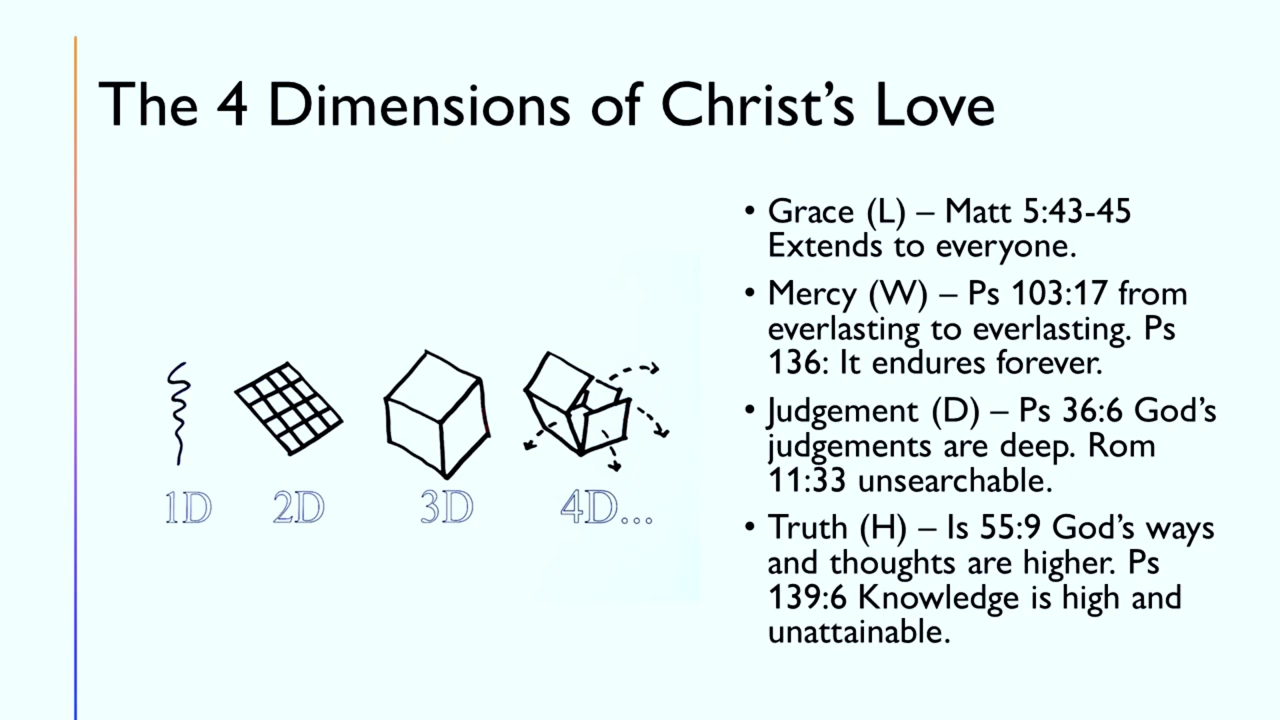 The 4 Dimensions of Christ’s Love
• Grace (L) – Matt 5:43-45
Extends to everyone.
• Mercy (W) – Ps 103:17 from
everlasting to everlasting. Ps
136: It endures forever.
• Judgement (D) – Ps 36:6 God’s
judgements are deep. Rom
11:33 unsearchable.
• Truth (H) – Is 55:9 God’s ways
and thoughts are higher. Ps
139:6 Knowledge is high and
unattainable.
1D 2D 3D 4D...